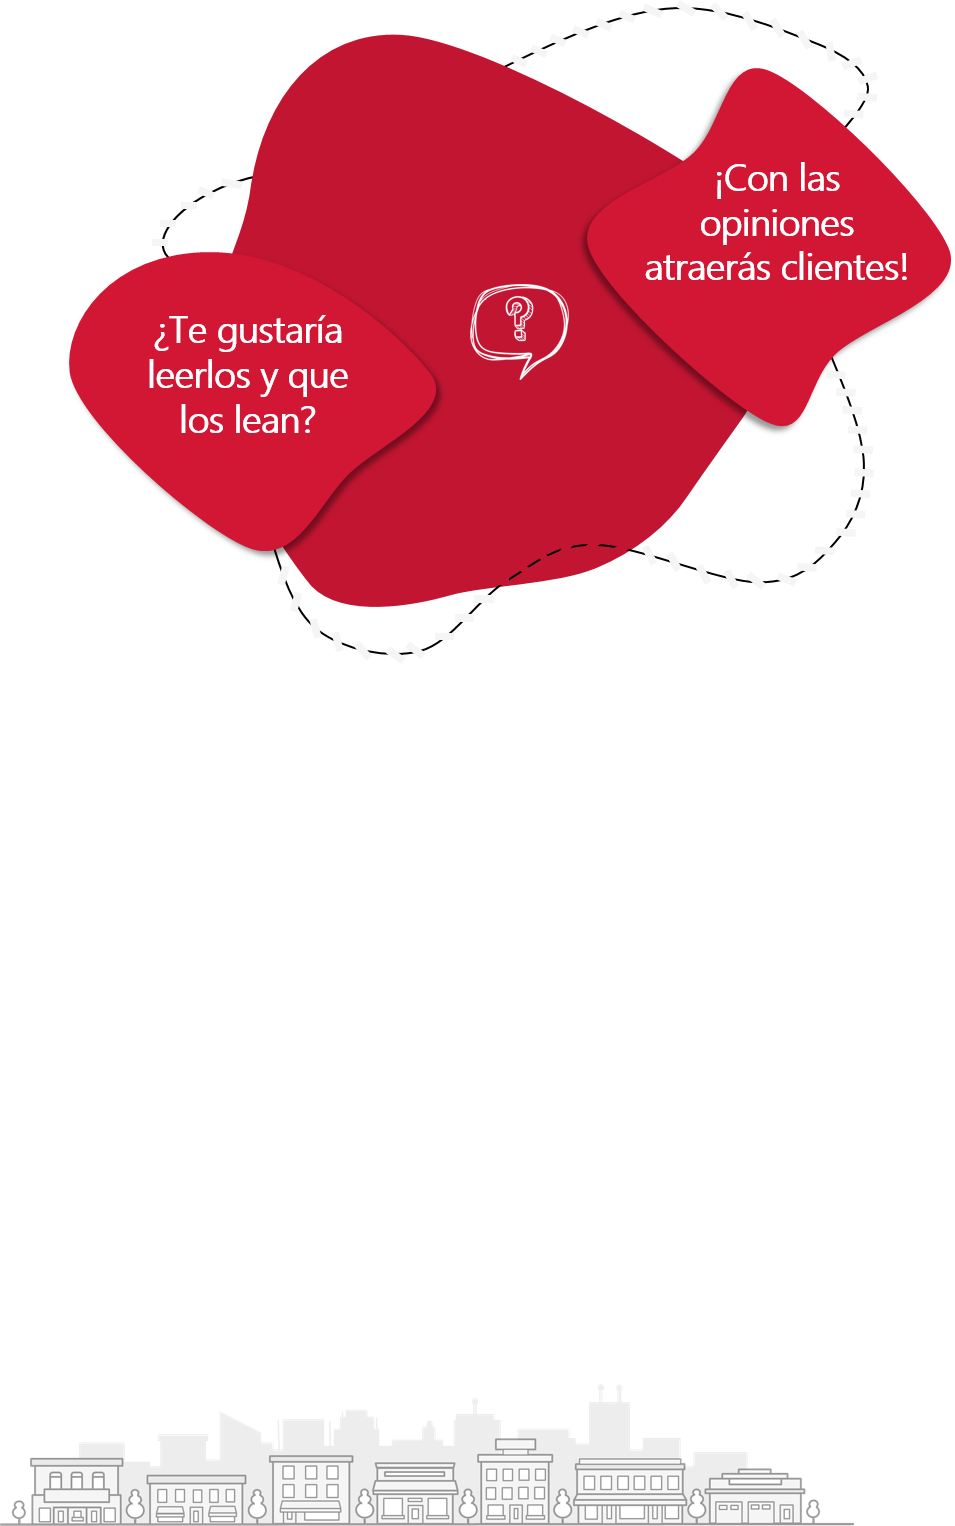 ¡Con las
opiniones
atraerás clientes!
¿Te gustaría
leerlos y que
los lean?